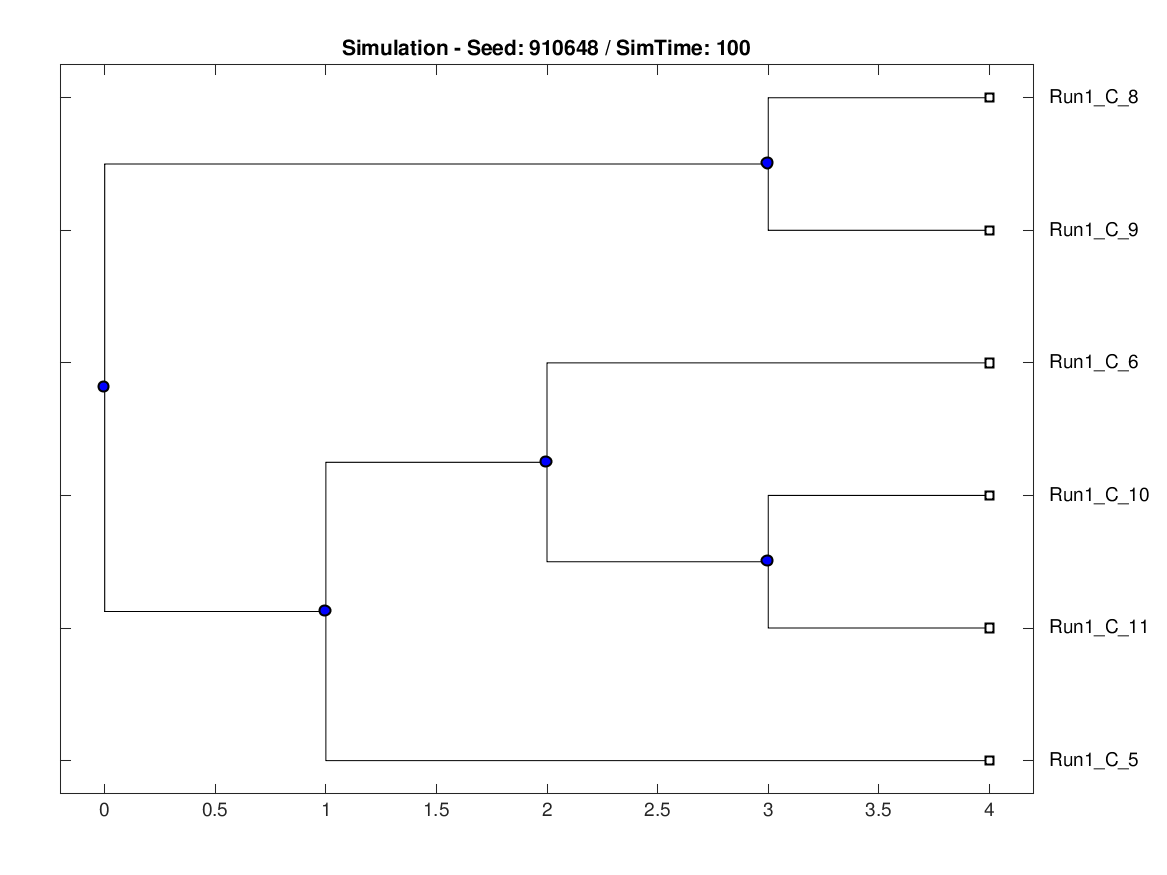 Simulation - Seed: 910648 / SimTime: 100
Run1_C_8
Run1_C_9
Run1_C_6
Run1_C_10
Run1_C_11
Run1_C_5
0 0.5 1 1.5 2 2.5 3 3.5 4